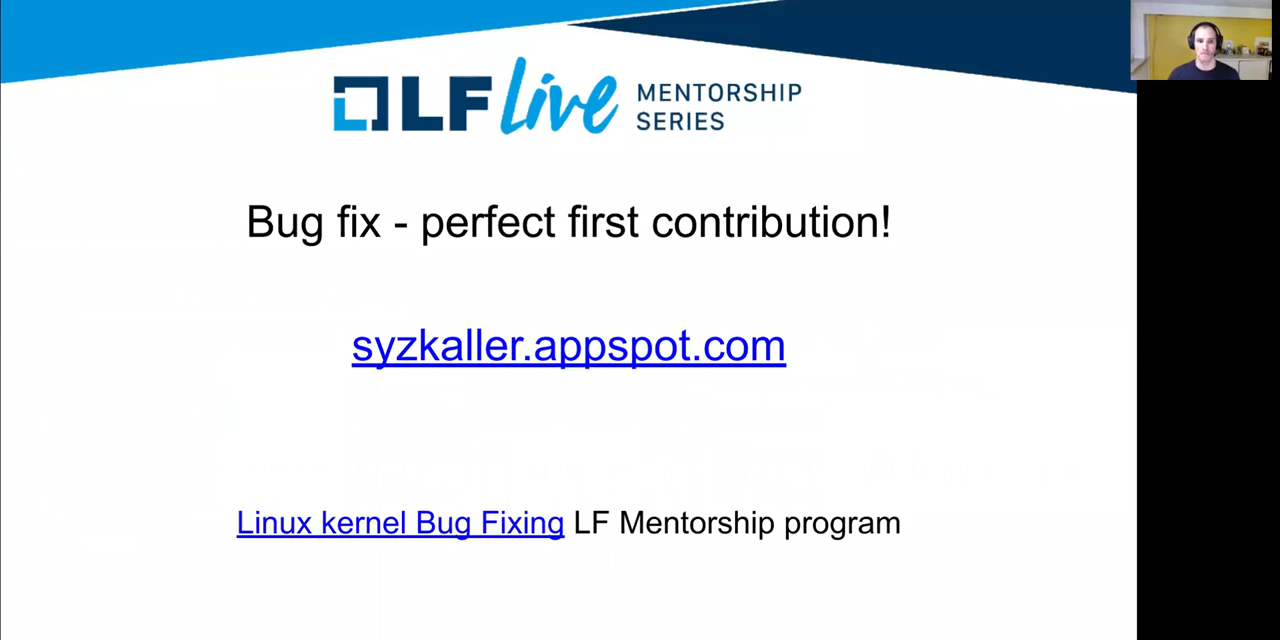 LF Live MENTORSHIP
SERIES
Bug fix - perfect first contribution!
syzkaller.appspot.com
Linux kernel Bug Fixing LF Mentorship program